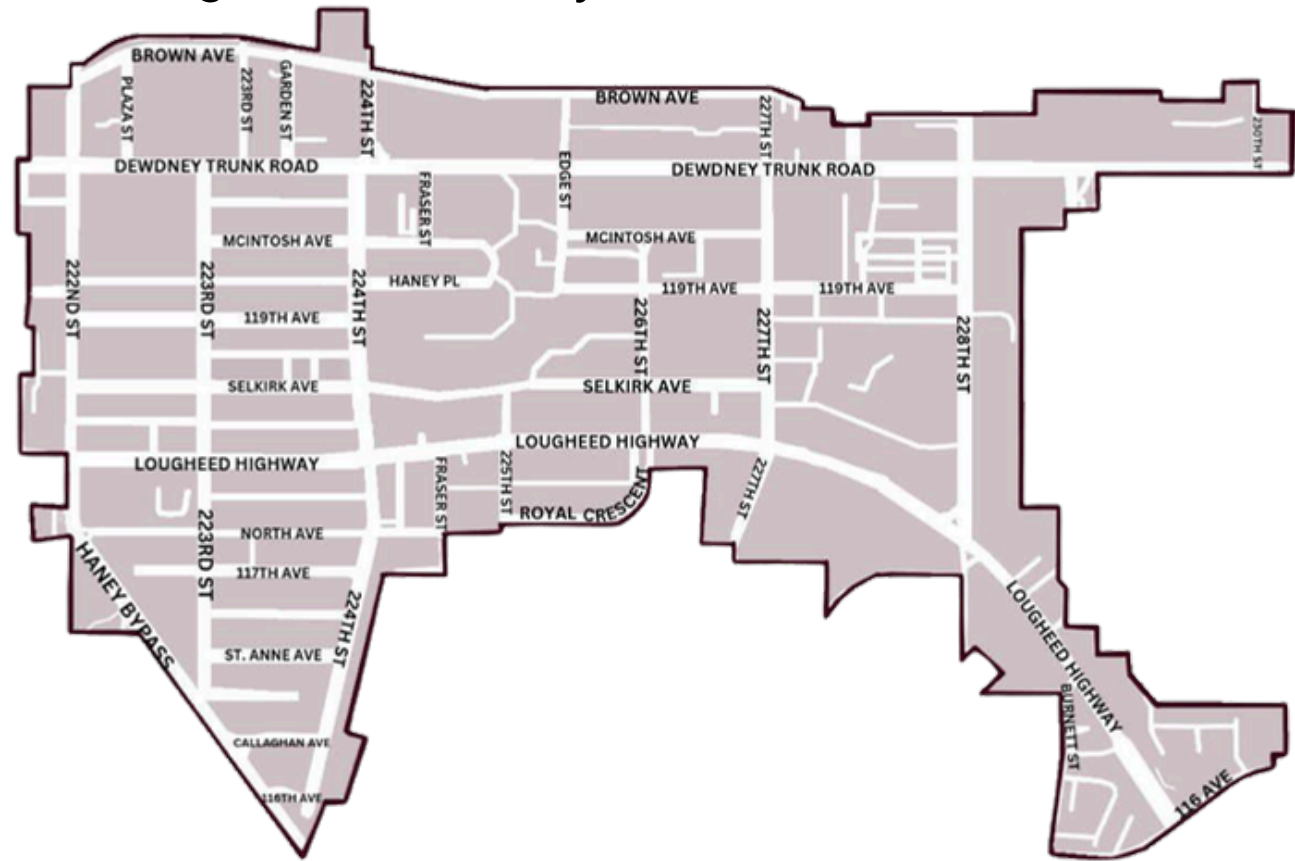 BROWN AVE
BROWN AVE
PLAZA ST
223RD ST
GARDEN ST
224TH ST
227TH ST
230TH ST
DEWDNEY TRUNK ROAD
DEWDNEY TRUNK ROAD
EDGE ST
FRASER ST
MCINTOSH AVE
MCINTOSH AVE
222ND ST
223RD ST
224TH ST
HANEY PL
119TH AVE
119TH AVE
119TH AVE
226TH ST
227TH ST
228TH ST
SELKIRK AVE
SELKIRK AVE
LOUGHEED HIGHWAY
LOUGHEED HIGHWAY
FRASER ST
225TH ST
227TH ST
ROYAL CRESCENT
223RD ST
NORTH AVE
HANEY BYPASS
117TH AVE
224TH ST
LOUGHEED HIGHWAY
ST. ANNE AVE
BURNETT ST
CALLAGHAN AVE
116TH AVE
116 AVE